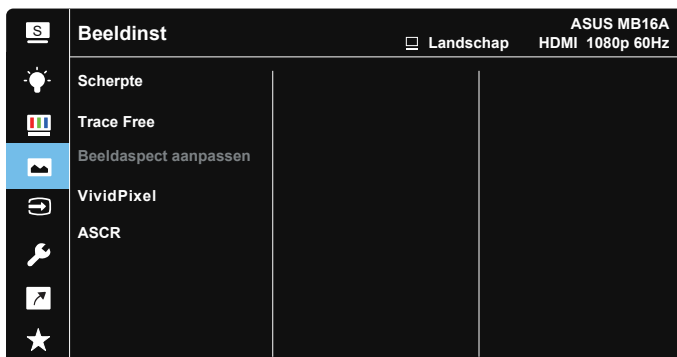 S
Beeldinst
Landschap
ASUS MB16A
HDMI 1080p 60Hz
Scherpte
Trace Free
Beeldaspect aanpassen
VividPixel
ASCR